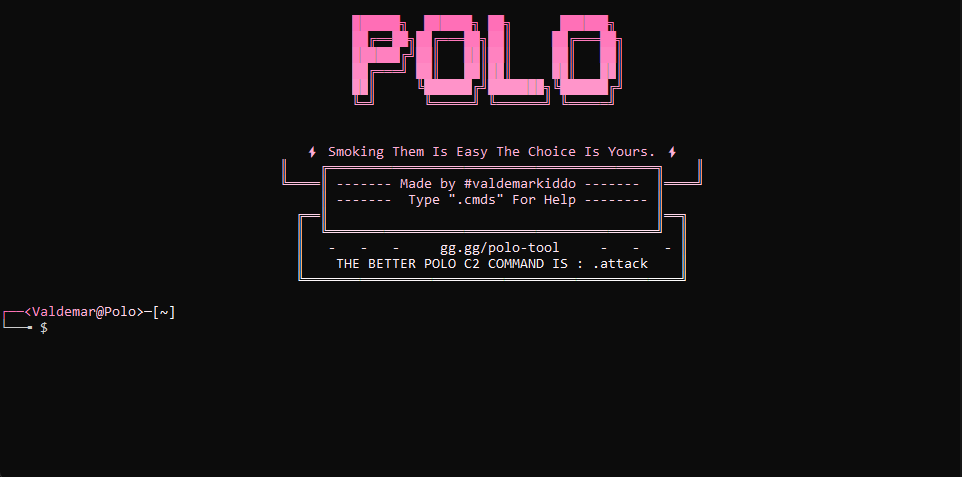 POLO
⚡ Smoking Them Is Easy The Choice Is Yours. ⚡
------- Made by #valdemarkiddo -------
------- Type ".cmds" For Help --------
- - - gg.gg/polo-tool - - -
THE BETTER POLO C2 COMMAND IS : .attack
┌──<Valdemar@Polo>─[~]
└──╼ $